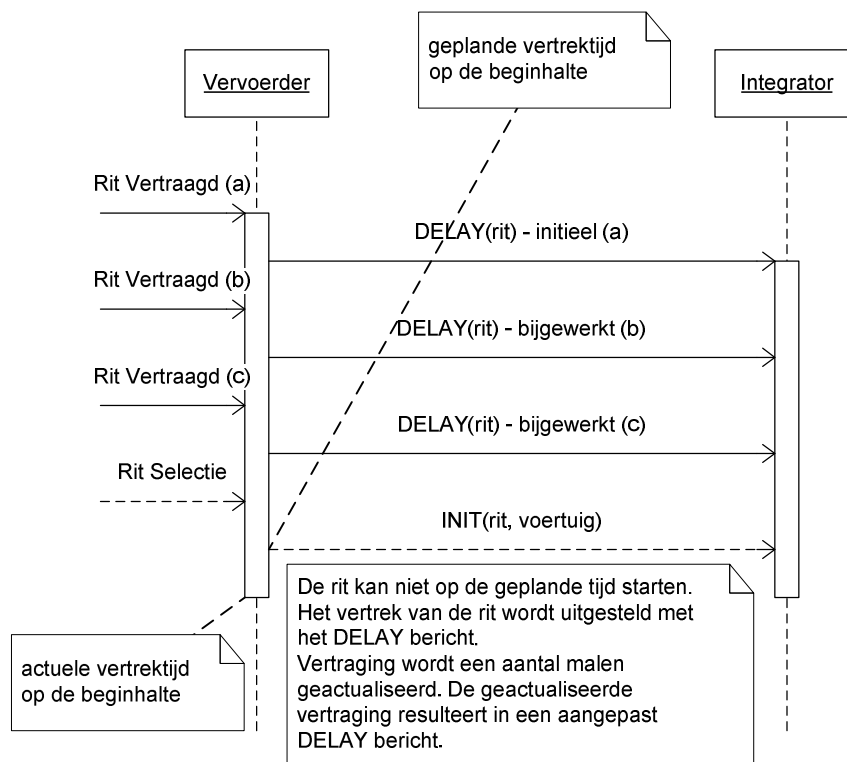 geplande vertrektijd
op de beginhalte
Vervoerder
Integrator
Rit Vertraagd (a)
DELAY(rit) - initieel (a)
Rit Vertraagd (b)
DELAY(rit) - bijgewerkt (b)
Rit Vertraagd (c)
DELAY(rit) - bijgewerkt (c)
Rit Selectie
INIT(rit, voertuig)
De rit kan niet op de geplande tijd starten.
Het vertrek van de rit wordt uitgesteld met
het DELAY bericht.
Vertraging wordt een aantal malen
geactualiseerd. De geactualiseerde
vertraging resulteert in een aangepast
DELAY bericht.
actuele vertrektijd
op de beginhalte